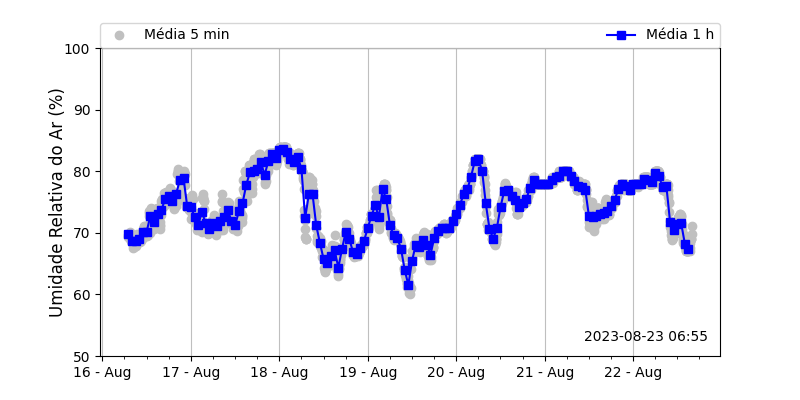 Média 5 min
Média 1 h
Umidade Relativa do Ar (%)
100
90
80
70
60
50
2023-08-23 06:55
16 - Aug
17 - Aug
18 - Aug
19 - Aug
20 - Aug
21 - Aug
22 - Aug